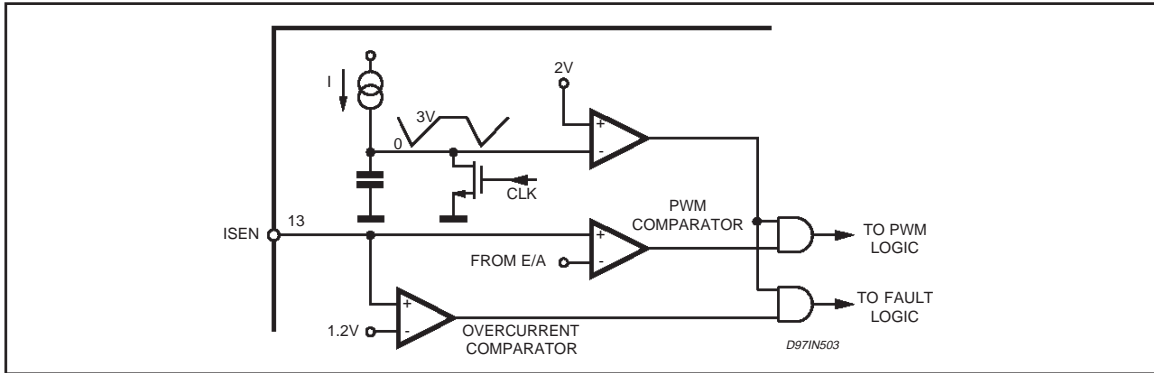 2V
I
3V
+
0
-
CLK
PWM
COMPARATOR
13
ISEN
+
TO PWM
LOGIC
FROM E/A
-
+
TO FAULT
LOGIC
1.2V
-
OVERCURRENT
COMPARATOR
D97IN503